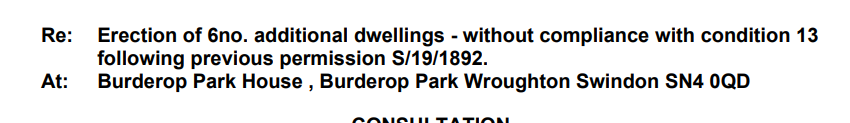 Re: Erection of 6no. additional dwellings - without compliance with condition 13
following previous permission S/19/1892.
At: Burderop Park House , Burderop Park Wroughton Swindon SN4 0QD
CONSULTATION